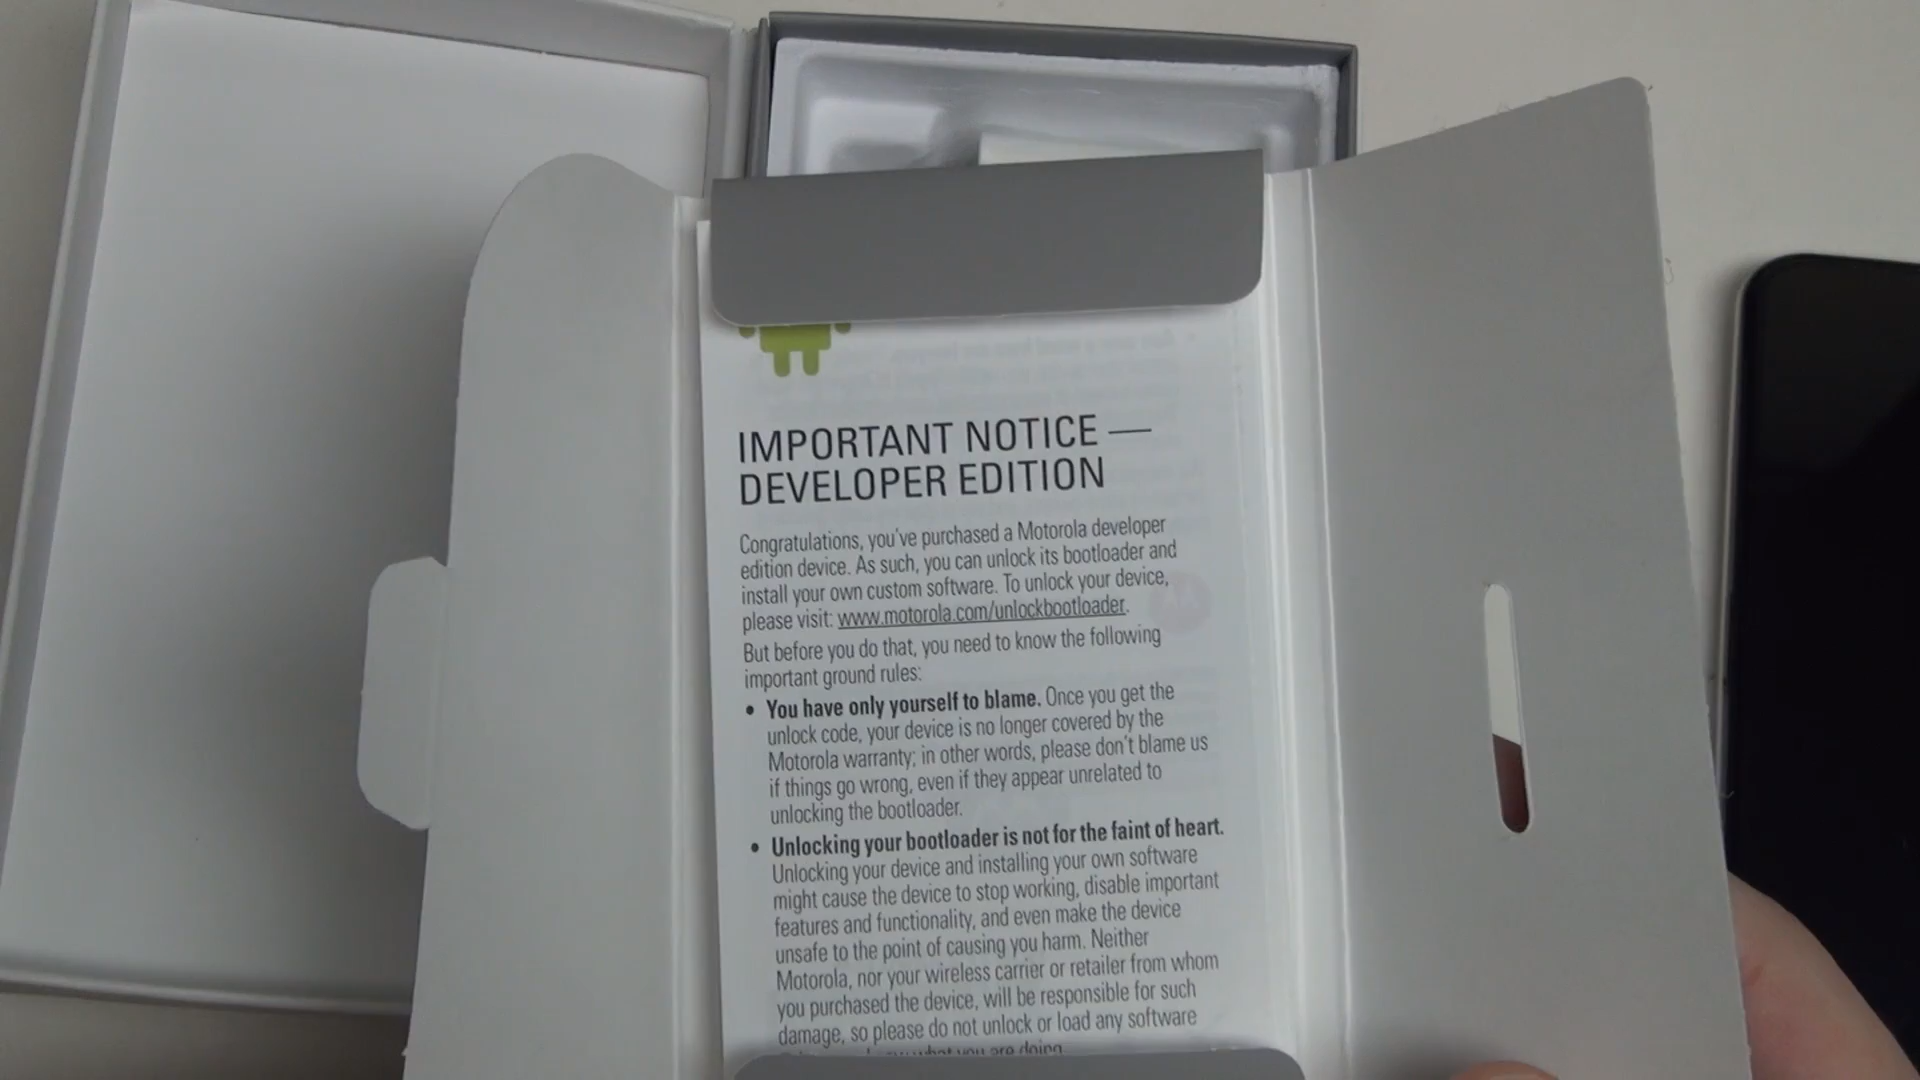 IMPORTANT NOTICE —
DEVELOPER EDITION
Congratulations, you've purchased a Motorola developer
edition device. As such, you can unlock its bootloader and
install your own custom software. To unlock your device,
please visit: www.motorola.com/unlockbootloader.
But before you do that, you need to know the following
important ground rules:
• You have only yourself to blame. Once you get the
unlock code, your device is no longer covered by the
Motorola warranty; in other words, please don't blame us
if things go wrong, even if they appear unrelated to
unlocking the bootloader.
• Unlocking your bootloader is not for the faint of heart.
Unlocking your device and installing your own software
might cause the device to stop working, disable important
features and functionality, and even make the device
unsafe to the point of causing you harm. Neither
Motorola, nor your wireless carrier or retailer from whom
you purchased the device, will be responsible for such
damage, so please do not unlock or load any software
what you are doing